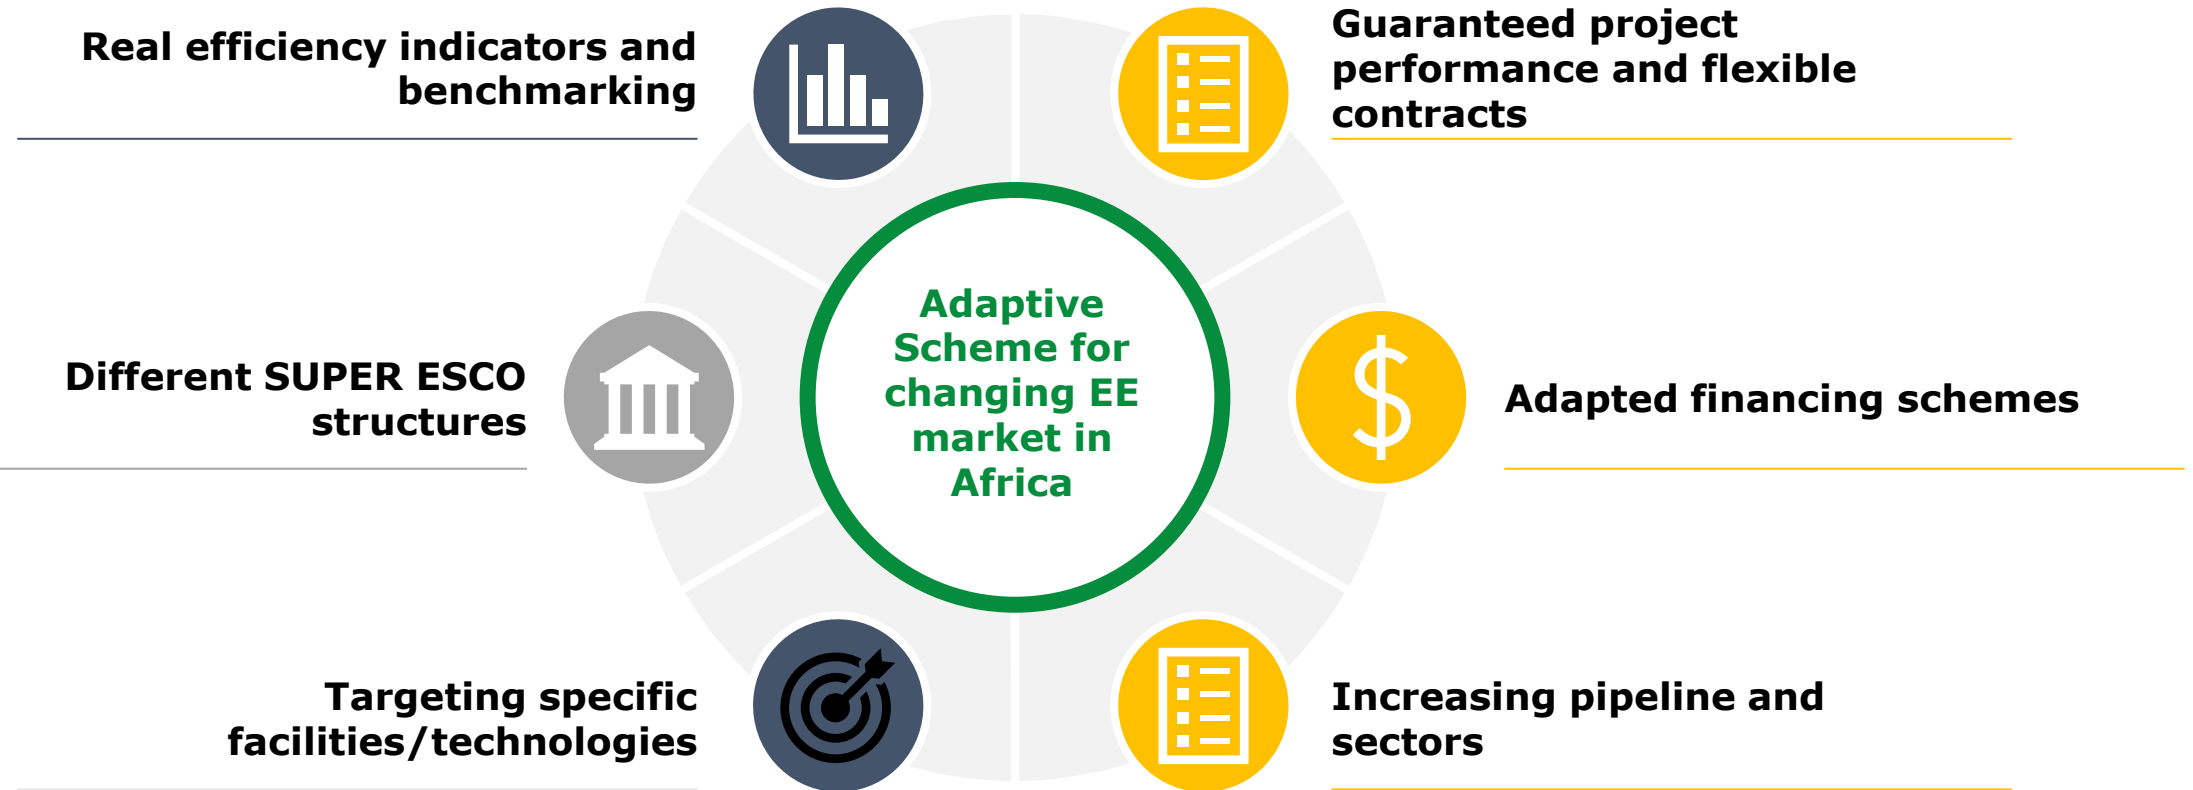 Real efficiency indicators and
benchmarking
Guaranteed project
performance and flexible
contracts
Different SUPER ESCO
structures
Adaptive
Scheme for
changing EE
market in
Africa
Adapted financing schemes
Targeting specific
facilities/technologies
Increasing pipeline and
sectors